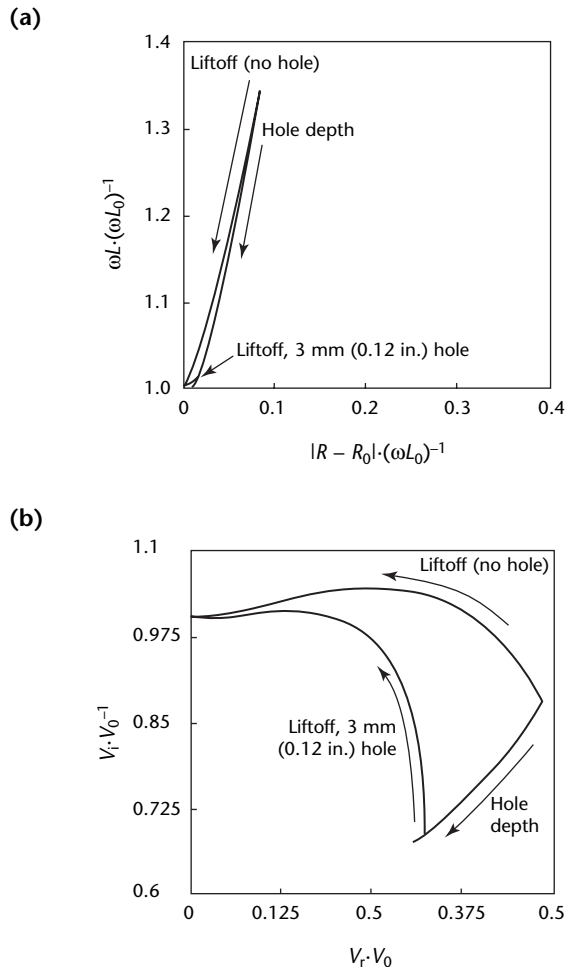 (a)
1.4
Liftoff (no hole)
1.3
Hole depth
1.2
1.1
Liftoff, 3 mm (0.12 in.) hole
1.0
0 0.1 0.2 0.3 0.4
ωL·(ωL₀)⁻¹
|R – R₀|·(ωL₀)⁻¹
(b)
1.1
Liftoff (no hole)
0.975
0.85
Liftoff, 3 mm
(0.12 in.) hole
0.725
Hole
depth
0.6
0 0.125 0.5 0.375 0.5
Vᵢ·V₀⁻¹
Vᵣ·V₀